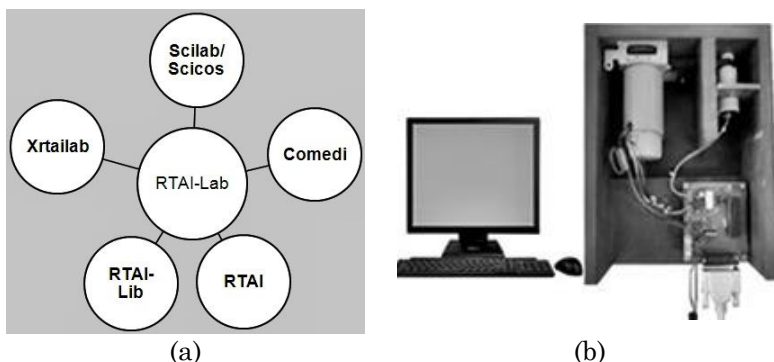 Scilab/
Scicos
Xrtailab
Comedi
RTAI-Lab
RTAI-
Lib
RTAI
(a)
(b)